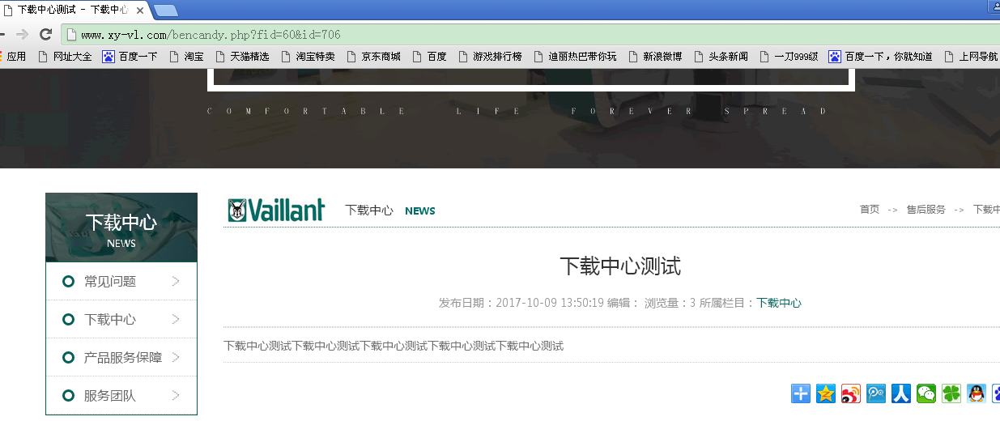 下载中心测试 - 下载中心
www.xy-vl.com/bencandy.php?fid=60&id=706
应用 网址大全 百度一下 淘宝 天猫精选 淘宝特卖 京东商城 百度 游戏排行榜 迪丽热巴带你玩 新浪微博 头条新闻 一刀999级 百度一下，你就知道 上网导航
COMFORTABLE LIFE FOREVER SPREAD
下载中心
NEWS
常见问题 >
下载中心 >
产品服务保障 >
服务团队 >
Vaillant 下载中心 NEWS 首页 -> 售后服务 -> 下载中
下载中心测试
发布日期：2017-10-09 13:50:19 编辑： 浏览量：3 所属栏目：下载中心
下载中心测试下载中心测试下载中心测试下载中心测试下载中心测试